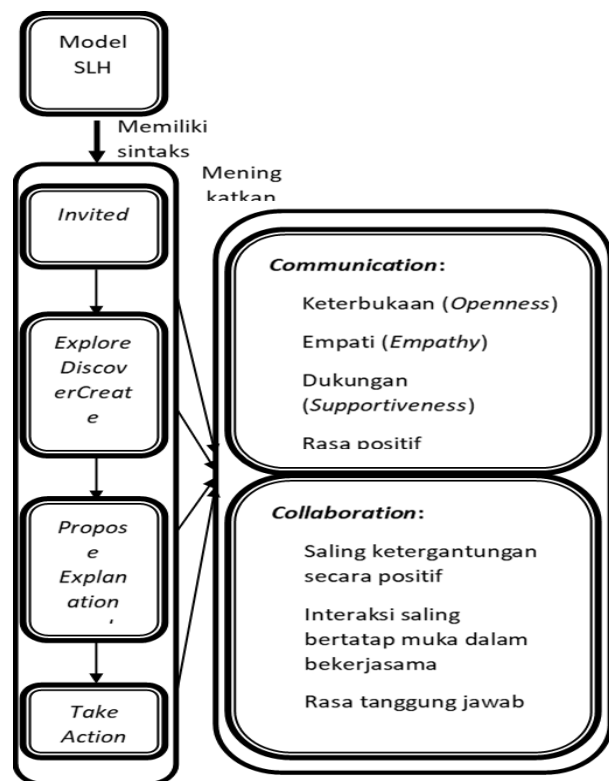 Model
SLH
Memiliki
sintaks
Mening
katkan
Invited
Explore
Discov
erCreat
e
Propos
e
Explan
ation
Take
Action
Communication:
Keterbukaan (Openness)
Empati (Empathy)
Dukungan
(Supportiveness)
Rasa positif
Collaboration:
Saling ketergantungan
secara positif
Interaksi saling
bertatap muka dalam
bekerjasama
Rasa tanggung jawab